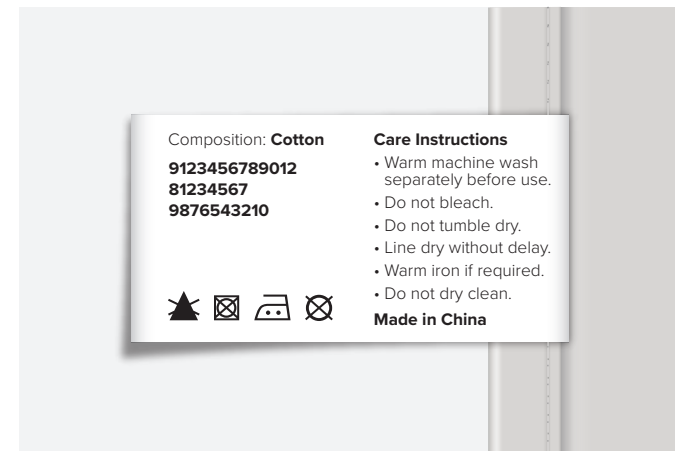 Composition: Cotton
9123456789012
81234567
9876543210
Care Instructions
• Warm machine wash
separately before use.
• Do not bleach.
• Do not tumble dry.
• Line dry without delay.
• Warm iron if required.
• Do not dry clean.
Made in China